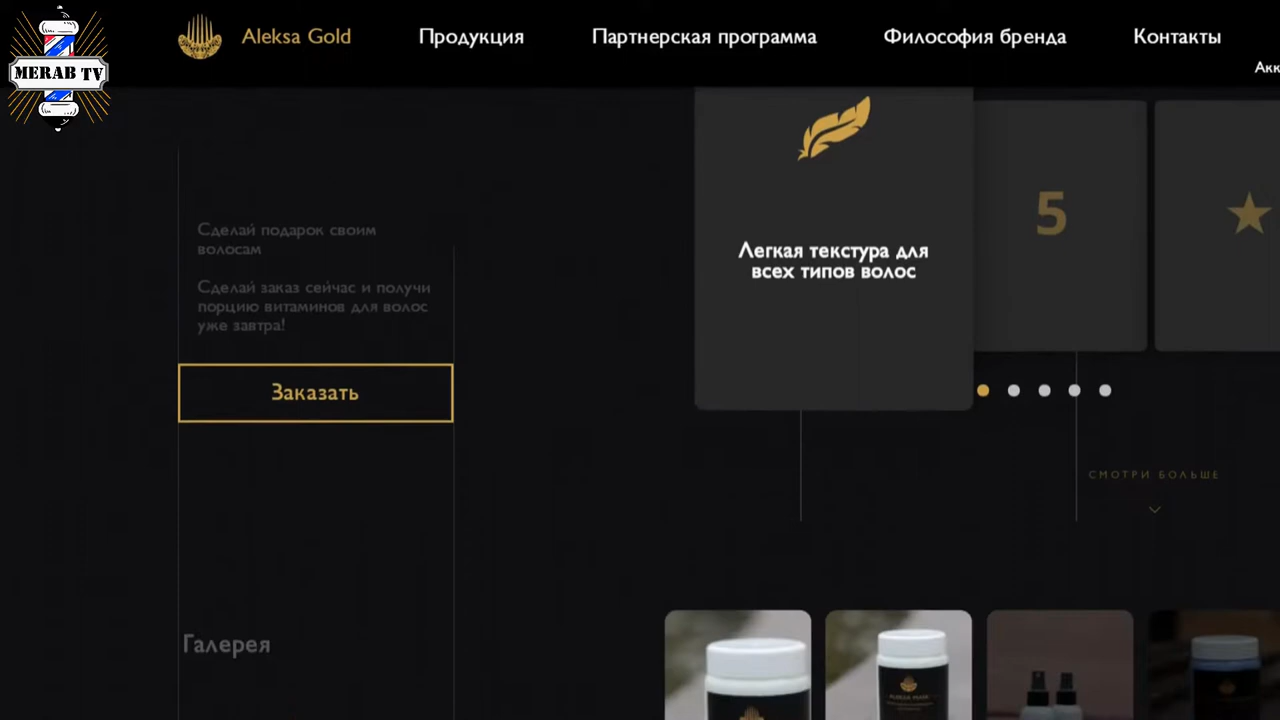 MERAB TV
Aleksa Gold
Продукция
Партнерская программа
Философия бренда
Контакты
Акк
Сделай подарок своим
волосам
Сделай заказ сейчас и получи
порцию витаминов для волос
уже завтра!
Заказать
Легкая текстура для
всех типов волос
5
СМОТРИ БОЛЬШЕ
Галерея